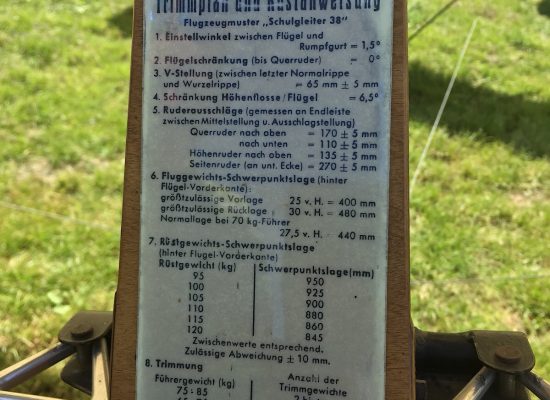 Trimmplan und Rüstanweisung
Flugzeugmuster „Schulgleiter 38"
1. Einstellwinkel zwischen Flügel und
Rumpfgurt = 1,5°
2. Flügelschränkung (bis Querruder) = 0°
3. V-Stellung (zwischen letzter Normalrippe
und Wurzelrippe) = 65 mm ± 5 mm
4. Schränkung Höhenflosse/Flügel = 6,5°
5. Ruderausschläge (gemessen an Endleiste
zwischen Mittelstellung u. Ausschlagstellung)
Querruder nach oben = 170 ± 5 mm
nach unten = 110 ± 5 mm
Höhenruder nach oben = 135 ± 5 mm
Seitenruder (an unt. Ecke) = 270 ± 5 mm
6. Fluggewichts-Schwerpunktslage (hinter
Flügel-Vorderkante):
größtzulässige Vorlage 25 v. H. = 400 mm
größtzulässige Rücklage 30 v. H. = 480 mm
Normallage bei 70 kg-Führer
27,5 v. H. 440 mm
7. Rüstgewichts-Schwerpunktslage
(hinter Flügel-Vorderkante)
Rüstgewicht (kg) Schwerpunktslage (mm)
95 950
100 925
105 900
110 880
115 860
120 845
Zwischenwerte entsprechend.
Zulässige Abweichung ± 10 mm.
8. Trimmung
Führergewicht (kg) Anzahl der
Trimmgewichte
75÷85